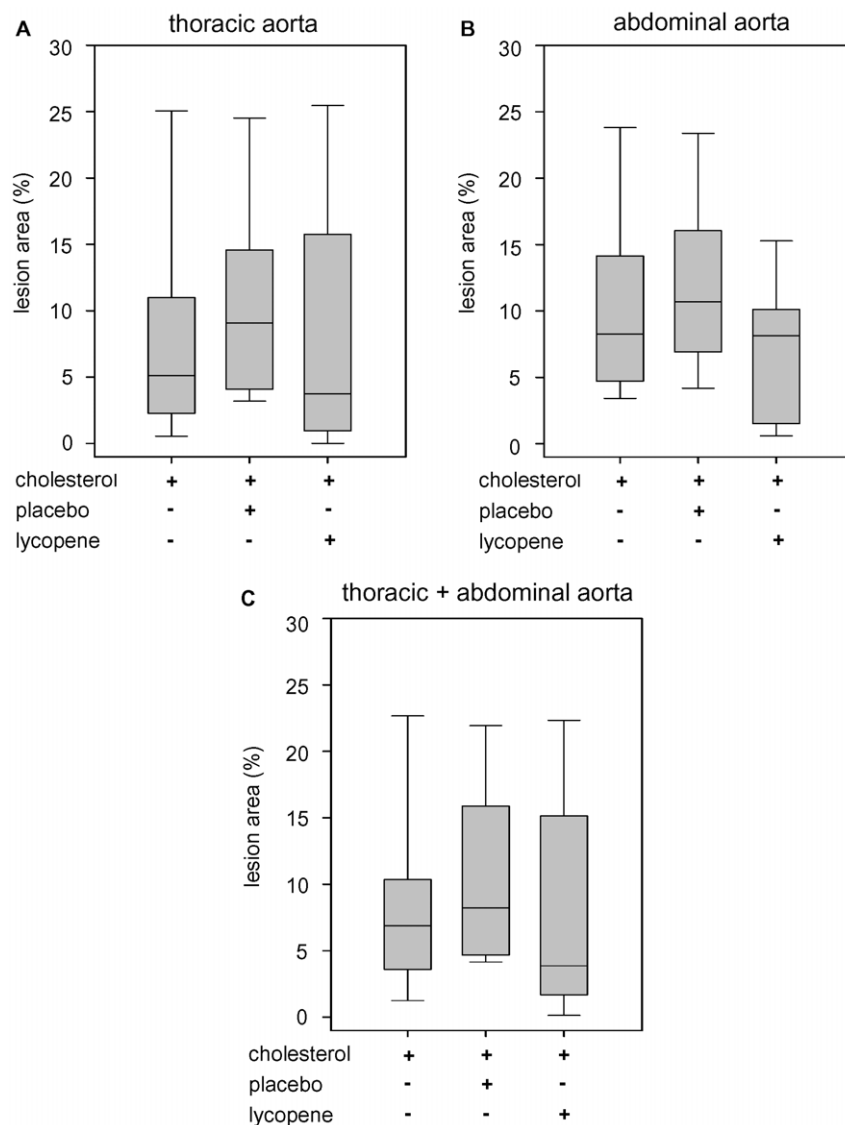 A thoracic aorta
30
25
20
15
10
5
0
lesion area (%)
cholesterol + + +
placebo - + -
lycopene - - +
B abdominal aorta
30
25
20
15
10
5
0
lesion area (%)
cholesterol + + +
placebo - + -
lycopene - - +
C thoracic + abdominal aorta
30
25
20
15
10
5
0
lesion area (%)
cholesterol + + +
placebo - + -
lycopene - - +